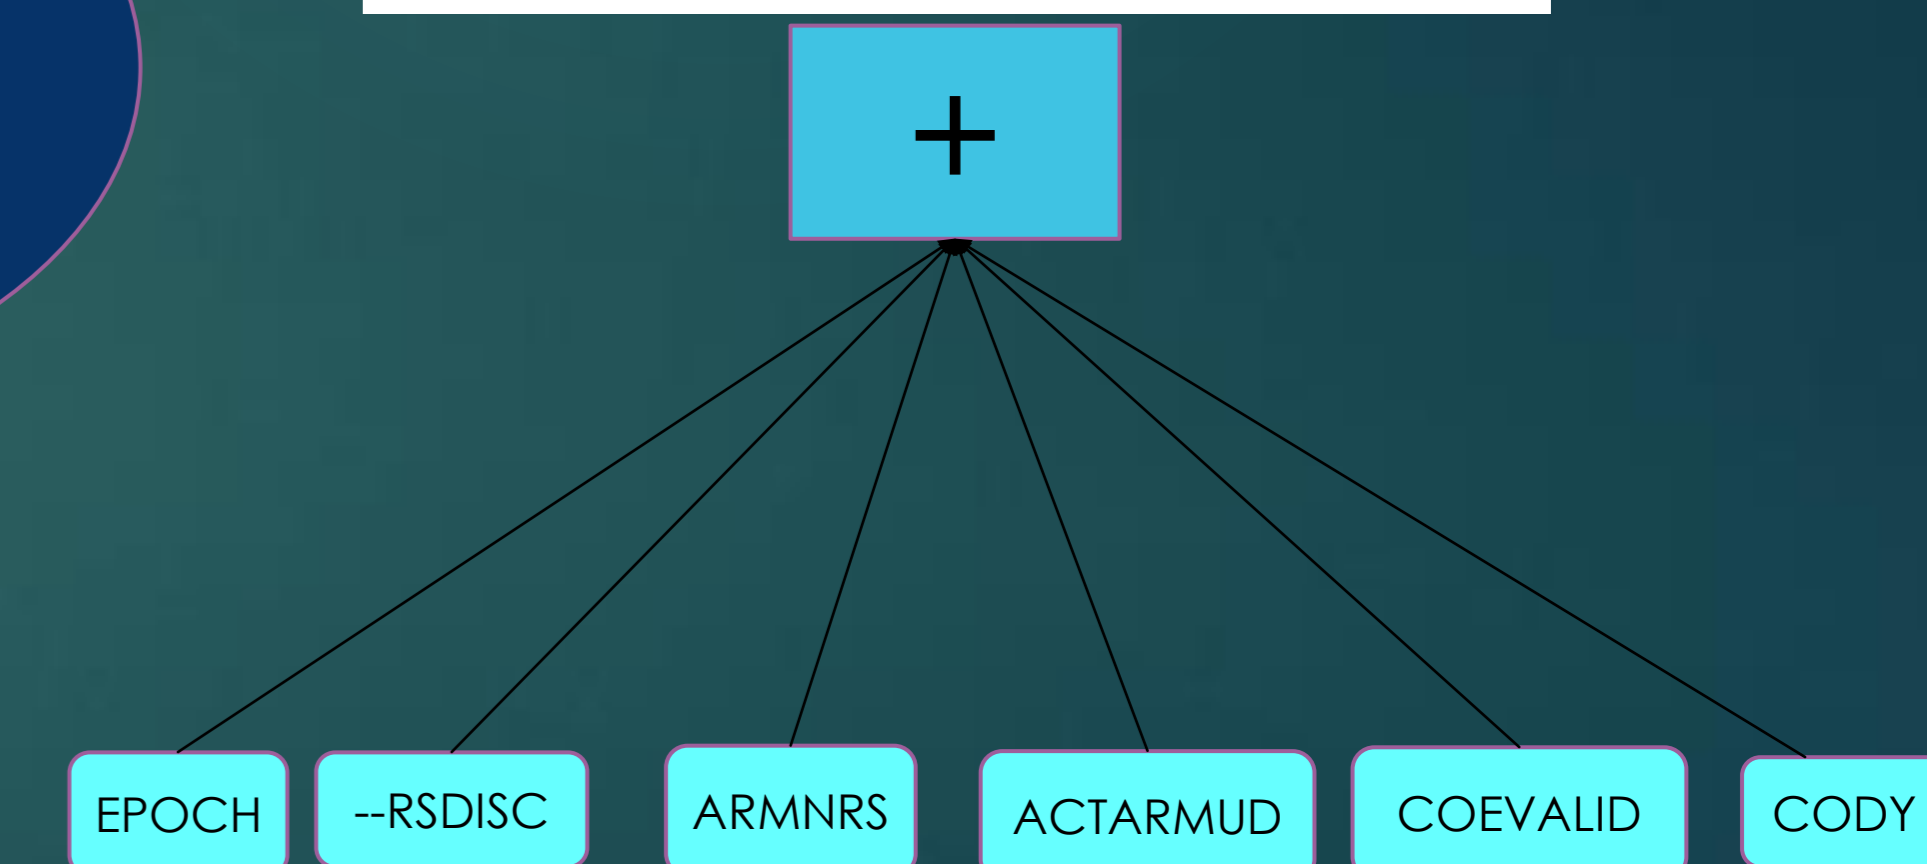 +
EPOCH
--RSDISC
ARMNRS
ACTARMUD
COEVALID
CODY